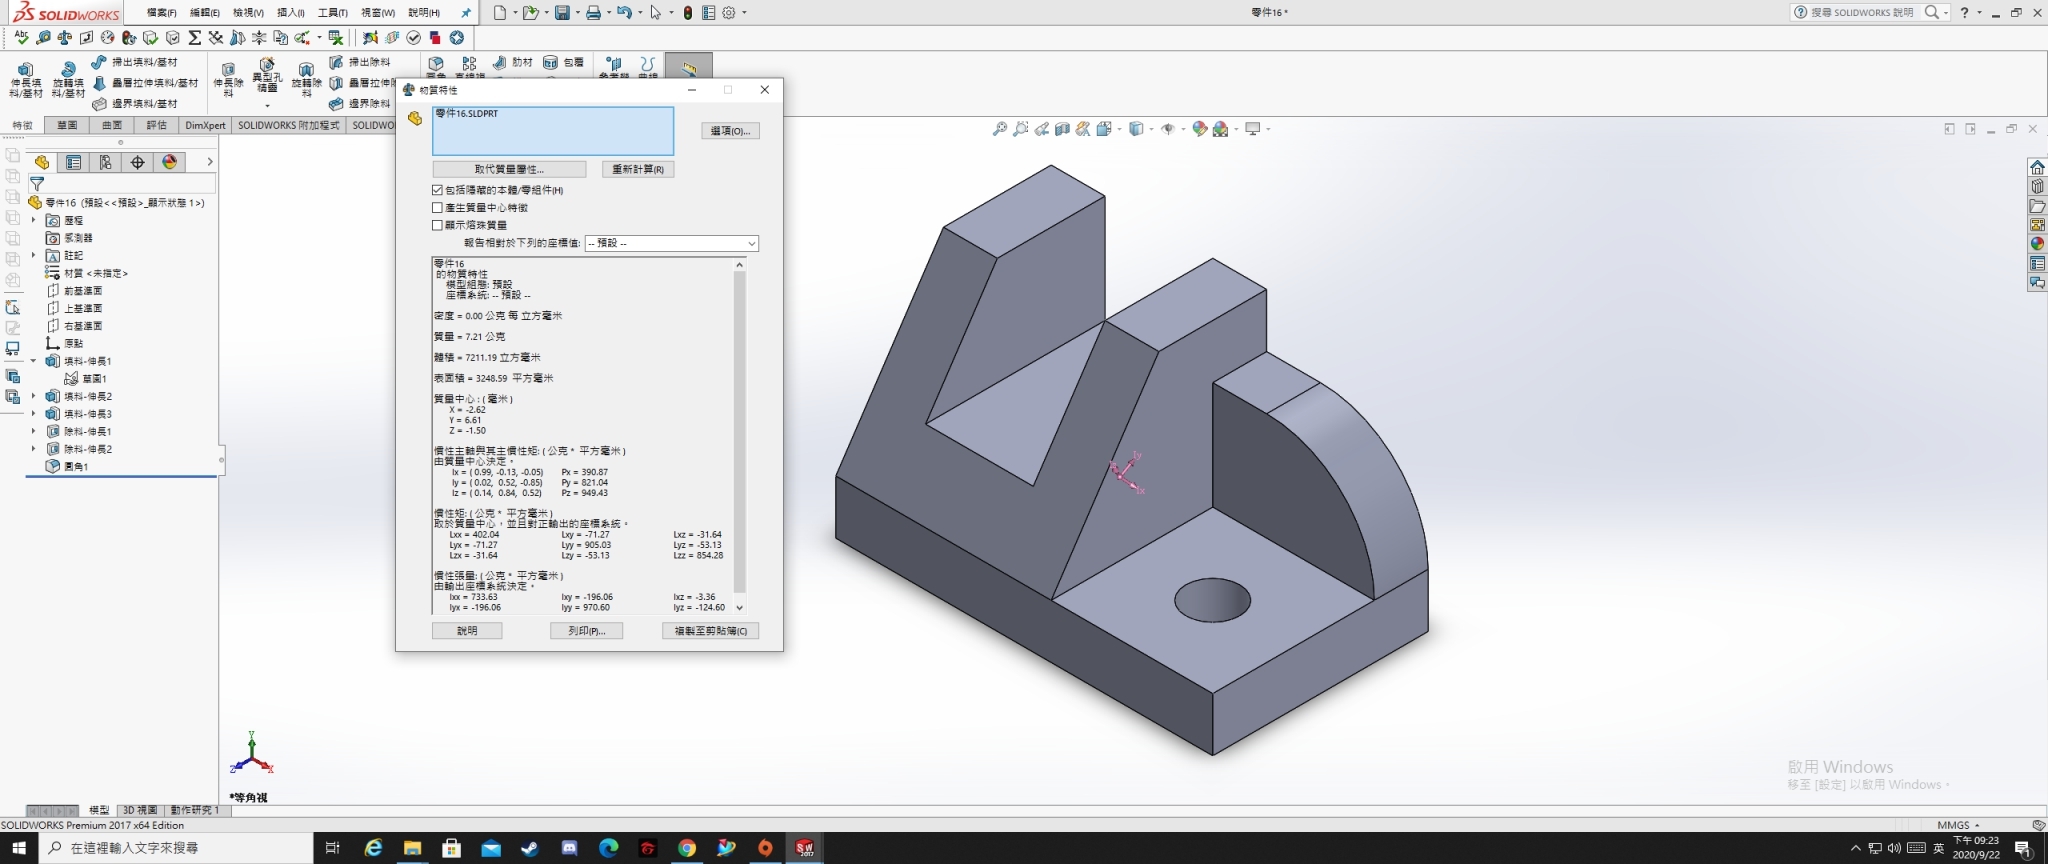 SOLIDWORKS 檔案(F) 編輯(E) 檢視(V) 插入(I) 工具(T) 視窗(W) 說明(H) 零件16 * 搜尋 SOLIDWORKS 說明
伸長填料/基材 旋轉填料/基材 掃出填料/基材 疊層拉伸填料/基材 邊界填料/基材 伸長除料 異型孔精靈 旋轉除料 掃出除料 邊界除料 肋材 包覆
特徵 草圖 曲面 評估 DimXpert SOLIDWORKS 附加程式 SOLIDWO
零件16 (預設<<預設>_顯示狀態 1>)
歷程
感測器
註記
材質 <未指定>
前基準面
上基準面
右基準面
原點
填料-伸長1
草圖1
填料-伸長2
填料-伸長3
除料-伸長1
除料-伸長2
圓角1
物質特性
零件16.SLDPRT
選項(O)...
取代質量屬性... 重新計算(R)
包括隱藏的本體/零組件(H)
產生質量中心特徵
顯示熔珠質量
報告相對於下列的座標值: -- 預設 --
零件16
的物質特性
模型組態: 預設
座標系統: -- 預設 --
密度 = 0.00 公克 每 立方毫米
質量 = 7.21 公克
體積 = 7211.19 立方毫米
表面積 = 3248.59 平方毫米
質量中心 : ( 毫米 )
X = -2.62
Y = 6.61
Z = -1.50
慣性主軸與其主慣性矩: ( 公克 * 平方毫米 )
由質量中心決定。
Ix = ( 0.99, -0.13, -0.05) Px = 390.87
Iy = ( 0.02, 0.52, -0.85) Py = 821.04
Iz = ( 0.14, 0.84, 0.52) Pz = 949.43
慣性矩: ( 公克 * 平方毫米 )
取於質量中心，並且對正輸出的座標系統。
Lxx = 402.04 Lxy = -71.27 Lxz = -31.64
Lyx = -71.27 Lyy = 905.03 Lyz = -53.13
Lzx = -31.64 Lzy = -53.13 Lzz = 854.28
慣性張量: ( 公克 * 平方毫米 )
由輸出座標系統決定。
Ixx = 733.63 Ixy = -196.06 Ixz = -3.36
Iyx = -196.06 Iyy = 970.60 Iyz = -124.60
說明 列印(P)... 複製至剪貼簿(C)
Iy
Ix
Y
Z X
*等角視
啟用 Windows
移至 [設定] 以啟用 Windows。
模型 3D 視圖 動作研究 1
SOLIDWORKS Premium 2017 x64 Edition MMGS
在這裡輸入文字來搜尋 英 下午 09:23
2020/9/22